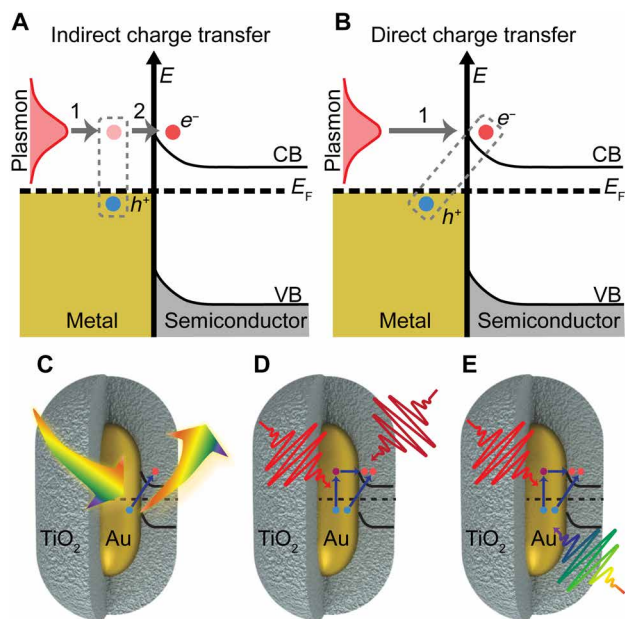 A
Indirect charge transfer
E
Plasmon
1
2
e⁻
CB
E_F
h⁺
VB
Metal
Semiconductor
B
Direct charge transfer
E
Plasmon
1
e⁻
CB
E_F
h⁺
VB
Metal
Semiconductor
C
TiO₂
Au
D
TiO₂
Au
E
TiO₂
Au